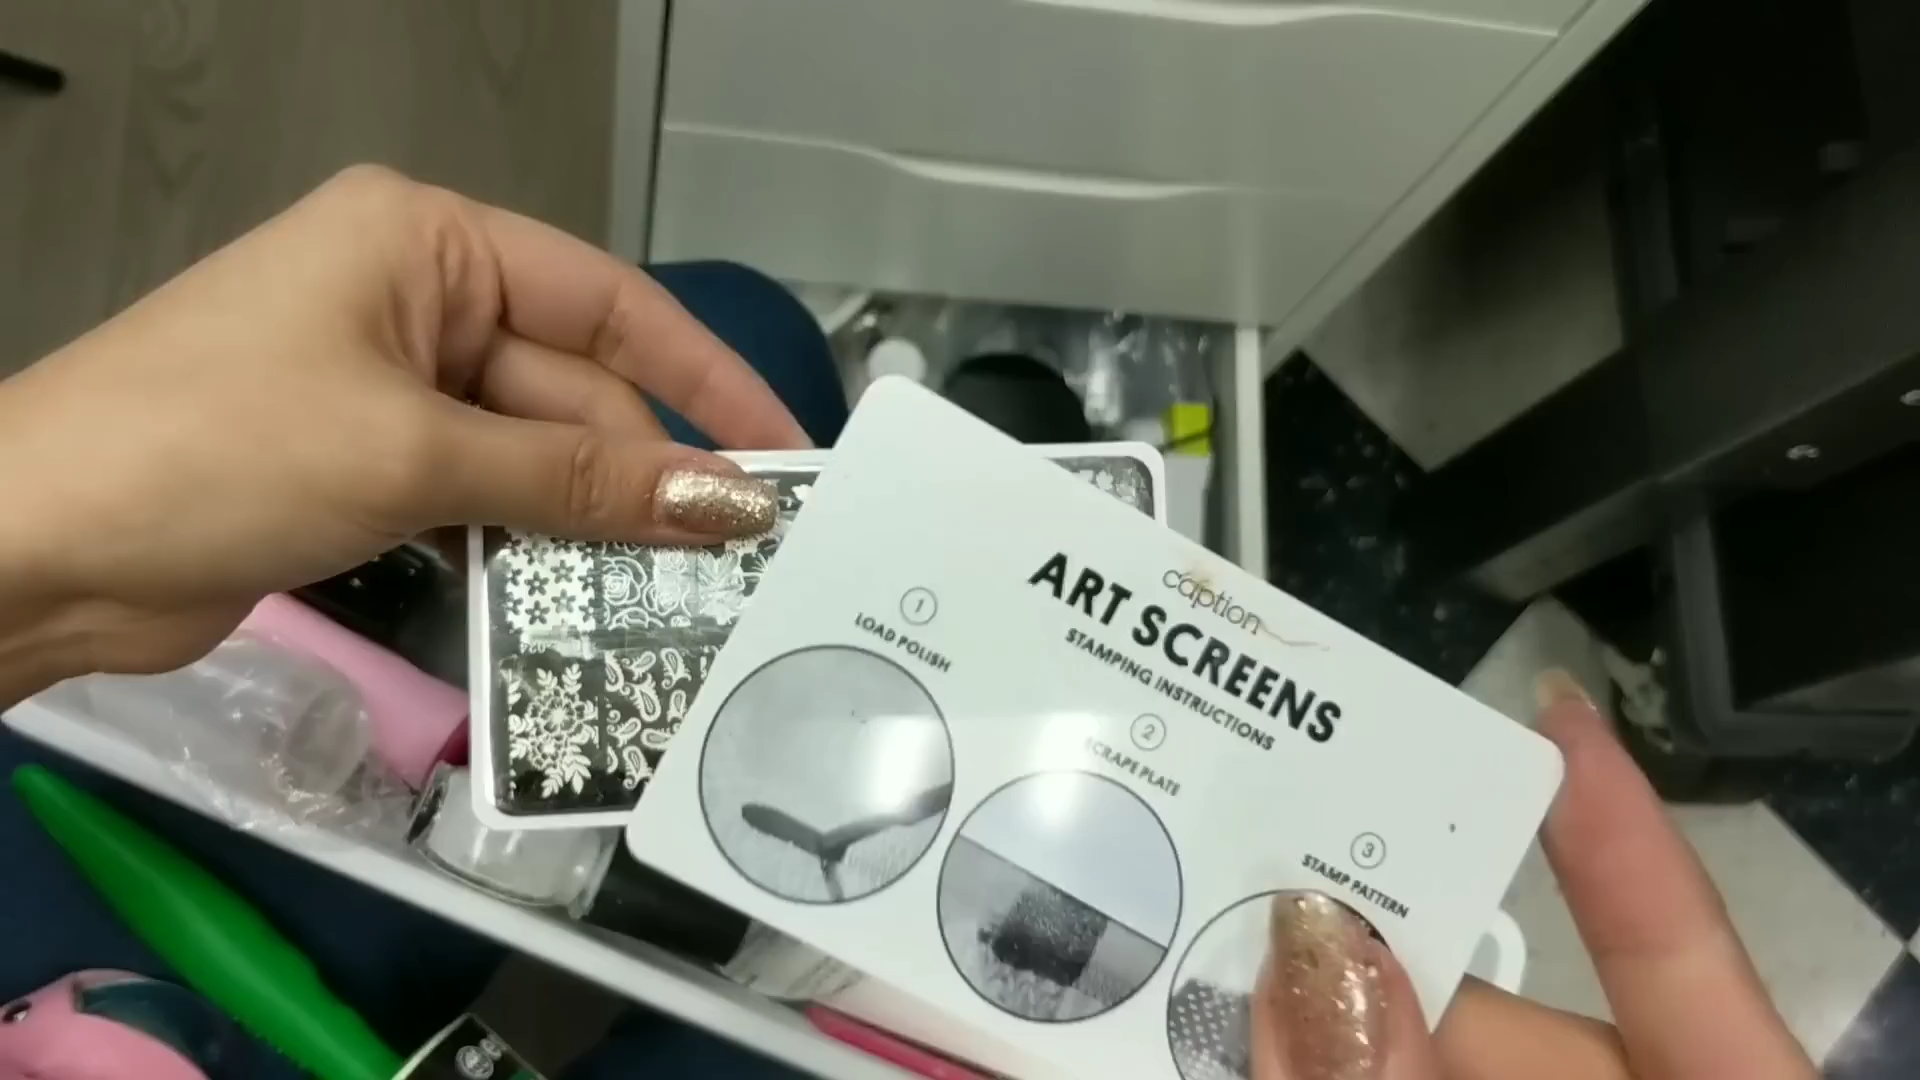 caption
ART SCREENS
STAMPING INSTRUCTIONS
1
LOAD POLISH
2
SCRAPE PLATE
3
STAMP PATTERN